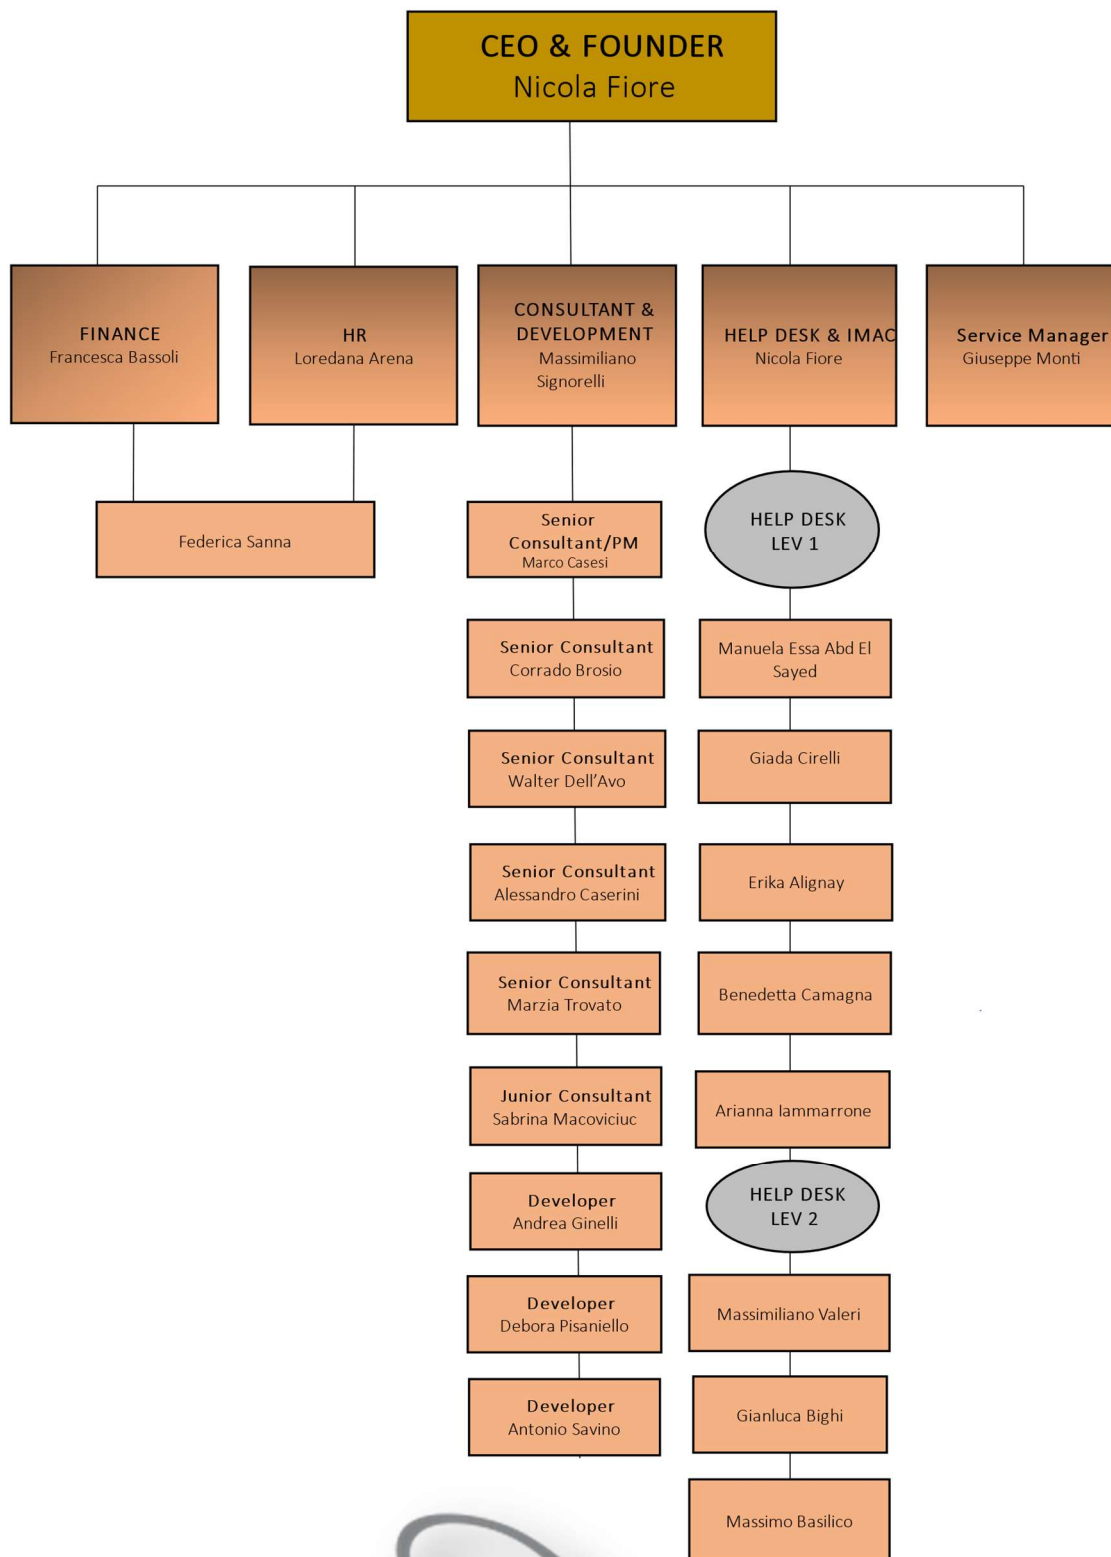 CEO & FOUNDER
Nicola Fiore
FINANCE
Francesca Bassoli
HR
Loredana Arena
CONSULTANT &
DEVELOPMENT
Massimiliano
Signorelli
HELP DESK & IMAC
Nicola Fiore
Service Manager
Giuseppe Monti
Federica Sanna
Senior
Consultant/PM
Marco Casesi
Senior Consultant
Corrado Brosio
Senior Consultant
Walter Dell’Avo
Senior Consultant
Alessandro Caserini
Senior Consultant
Marzia Trovato
Junior Consultant
Sabrina Macoviciuc
Developer
Andrea Ginelli
Developer
Debora Pisaniello
Developer
Antonio Savino
HELP DESK
LEV 1
Manuela Essa Abd El
Sayed
Giada Cirelli
Erika Alignay
Benedetta Camagna
Arianna Iammarrone
HELP DESK
LEV 2
Massimiliano Valeri
Gianluca Bighi
Massimo Basilico